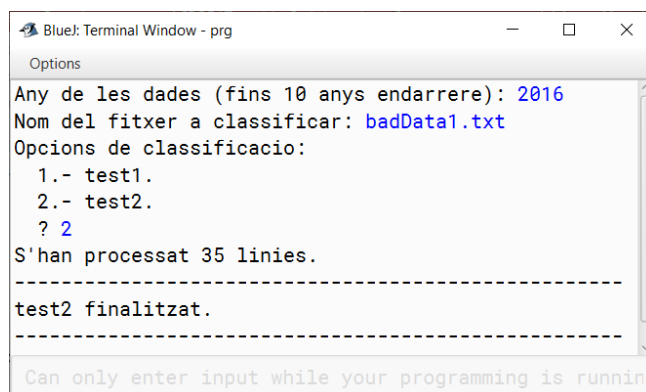 BlueJ: Terminal Window - prg
Options
Any de les dades (fins 10 anys endarrere): 2016
Nom del fitxer a classificar: badData1.txt
Opcions de classificacio:
1.- test1.
2.- test2.
? 2
S'han processat 35 linies.
-----------------------------------------------------
test2 finalitzat.
-----------------------------------------------------
Can only enter input while your programming is runnin